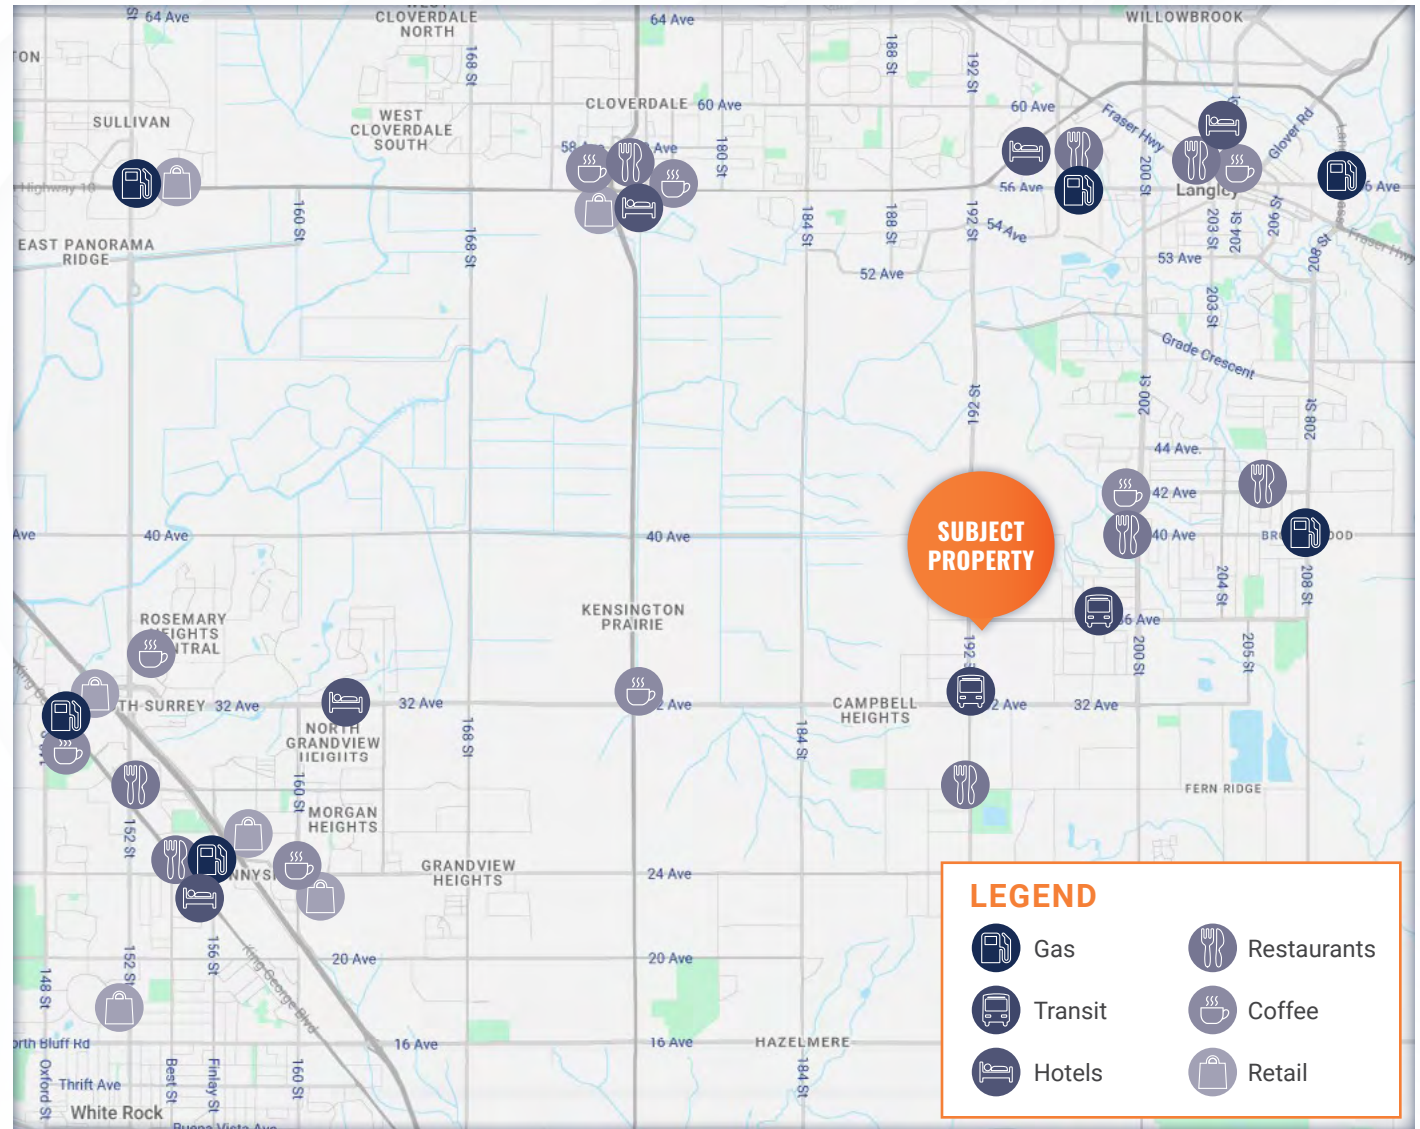 64 Ave
CLOVERDALE
NORTH
64 Ave
WILLOWBROOK
168 St
188 St
192 St
SULLIVAN
WEST
CLOVERDALE
SOUTH
CLOVERDALE
60 Ave
60 Ave
Fraser Hwy
Glover Rd
180 St
200 St
Highway 10
56 Ave
Langley
EAST PANORAMA
RIDGE
160 St
168 St
184 St
188 St
192 St
54 Ave
203 St
204 St
206 St
208 St
Fraser Hwy
52 Ave
53 Ave
203 St
Grade Crescent
192 St
200 St
208 St
44 Ave.
42 Ave
SUBJECT
PROPERTY
40 Ave
40 Ave
40 Ave
204 St
208 St
ROSEMARY
KENSINGTON
PRAIRIE
200 St
205 St
32 Ave
32 Ave
32 Ave
CAMPBELL
HEIGHTS
NORTH
GRANDVIEW
HEIGHTS
168 St
184 St
160 St
FERN RIDGE
152 St
MORGAN
HEIGHTS
GRANDVIEW
HEIGHTS
24 Ave
LEGEND
Gas
Restaurants
Transit
Coffee
Hotels
Retail
148 St
152 St
156 St
King George Blvd
20 Ave
20 Ave
16 Ave
16 Ave
HAZELMERE
Oxford St
Thrift Ave
Best St
Finlay St
160 St
184 St
White Rock
Buena Vista Ave